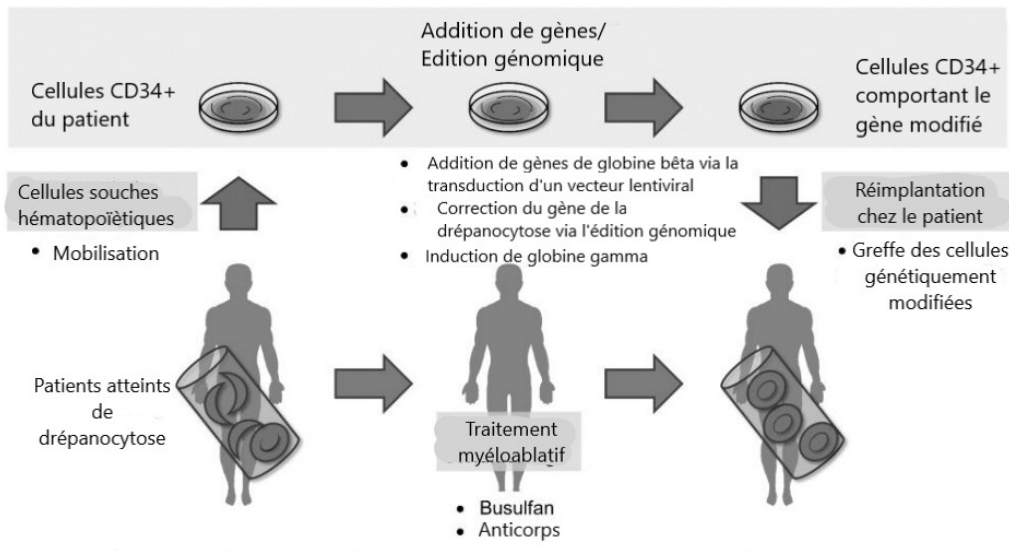 Cellules CD34+
du patient
Addition de gènes/
Edition génomique
Cellules CD34+
comportant le
gène modifié
Cellules souches
hématopoïètiques
• Mobilisation
• Addition de gènes de globine bêta via la
transduction d'un vecteur lentiviral
• Correction du gène de la
drépanocytose via l'édition génomique
• Induction de globine gamma
Réimplantation
chez le patient
• Greffe des cellules
génétiquement
modifiées
Patients atteints
de
drépanocytose
Traitement
myéloablatif
• Busulfan
• Anticorps